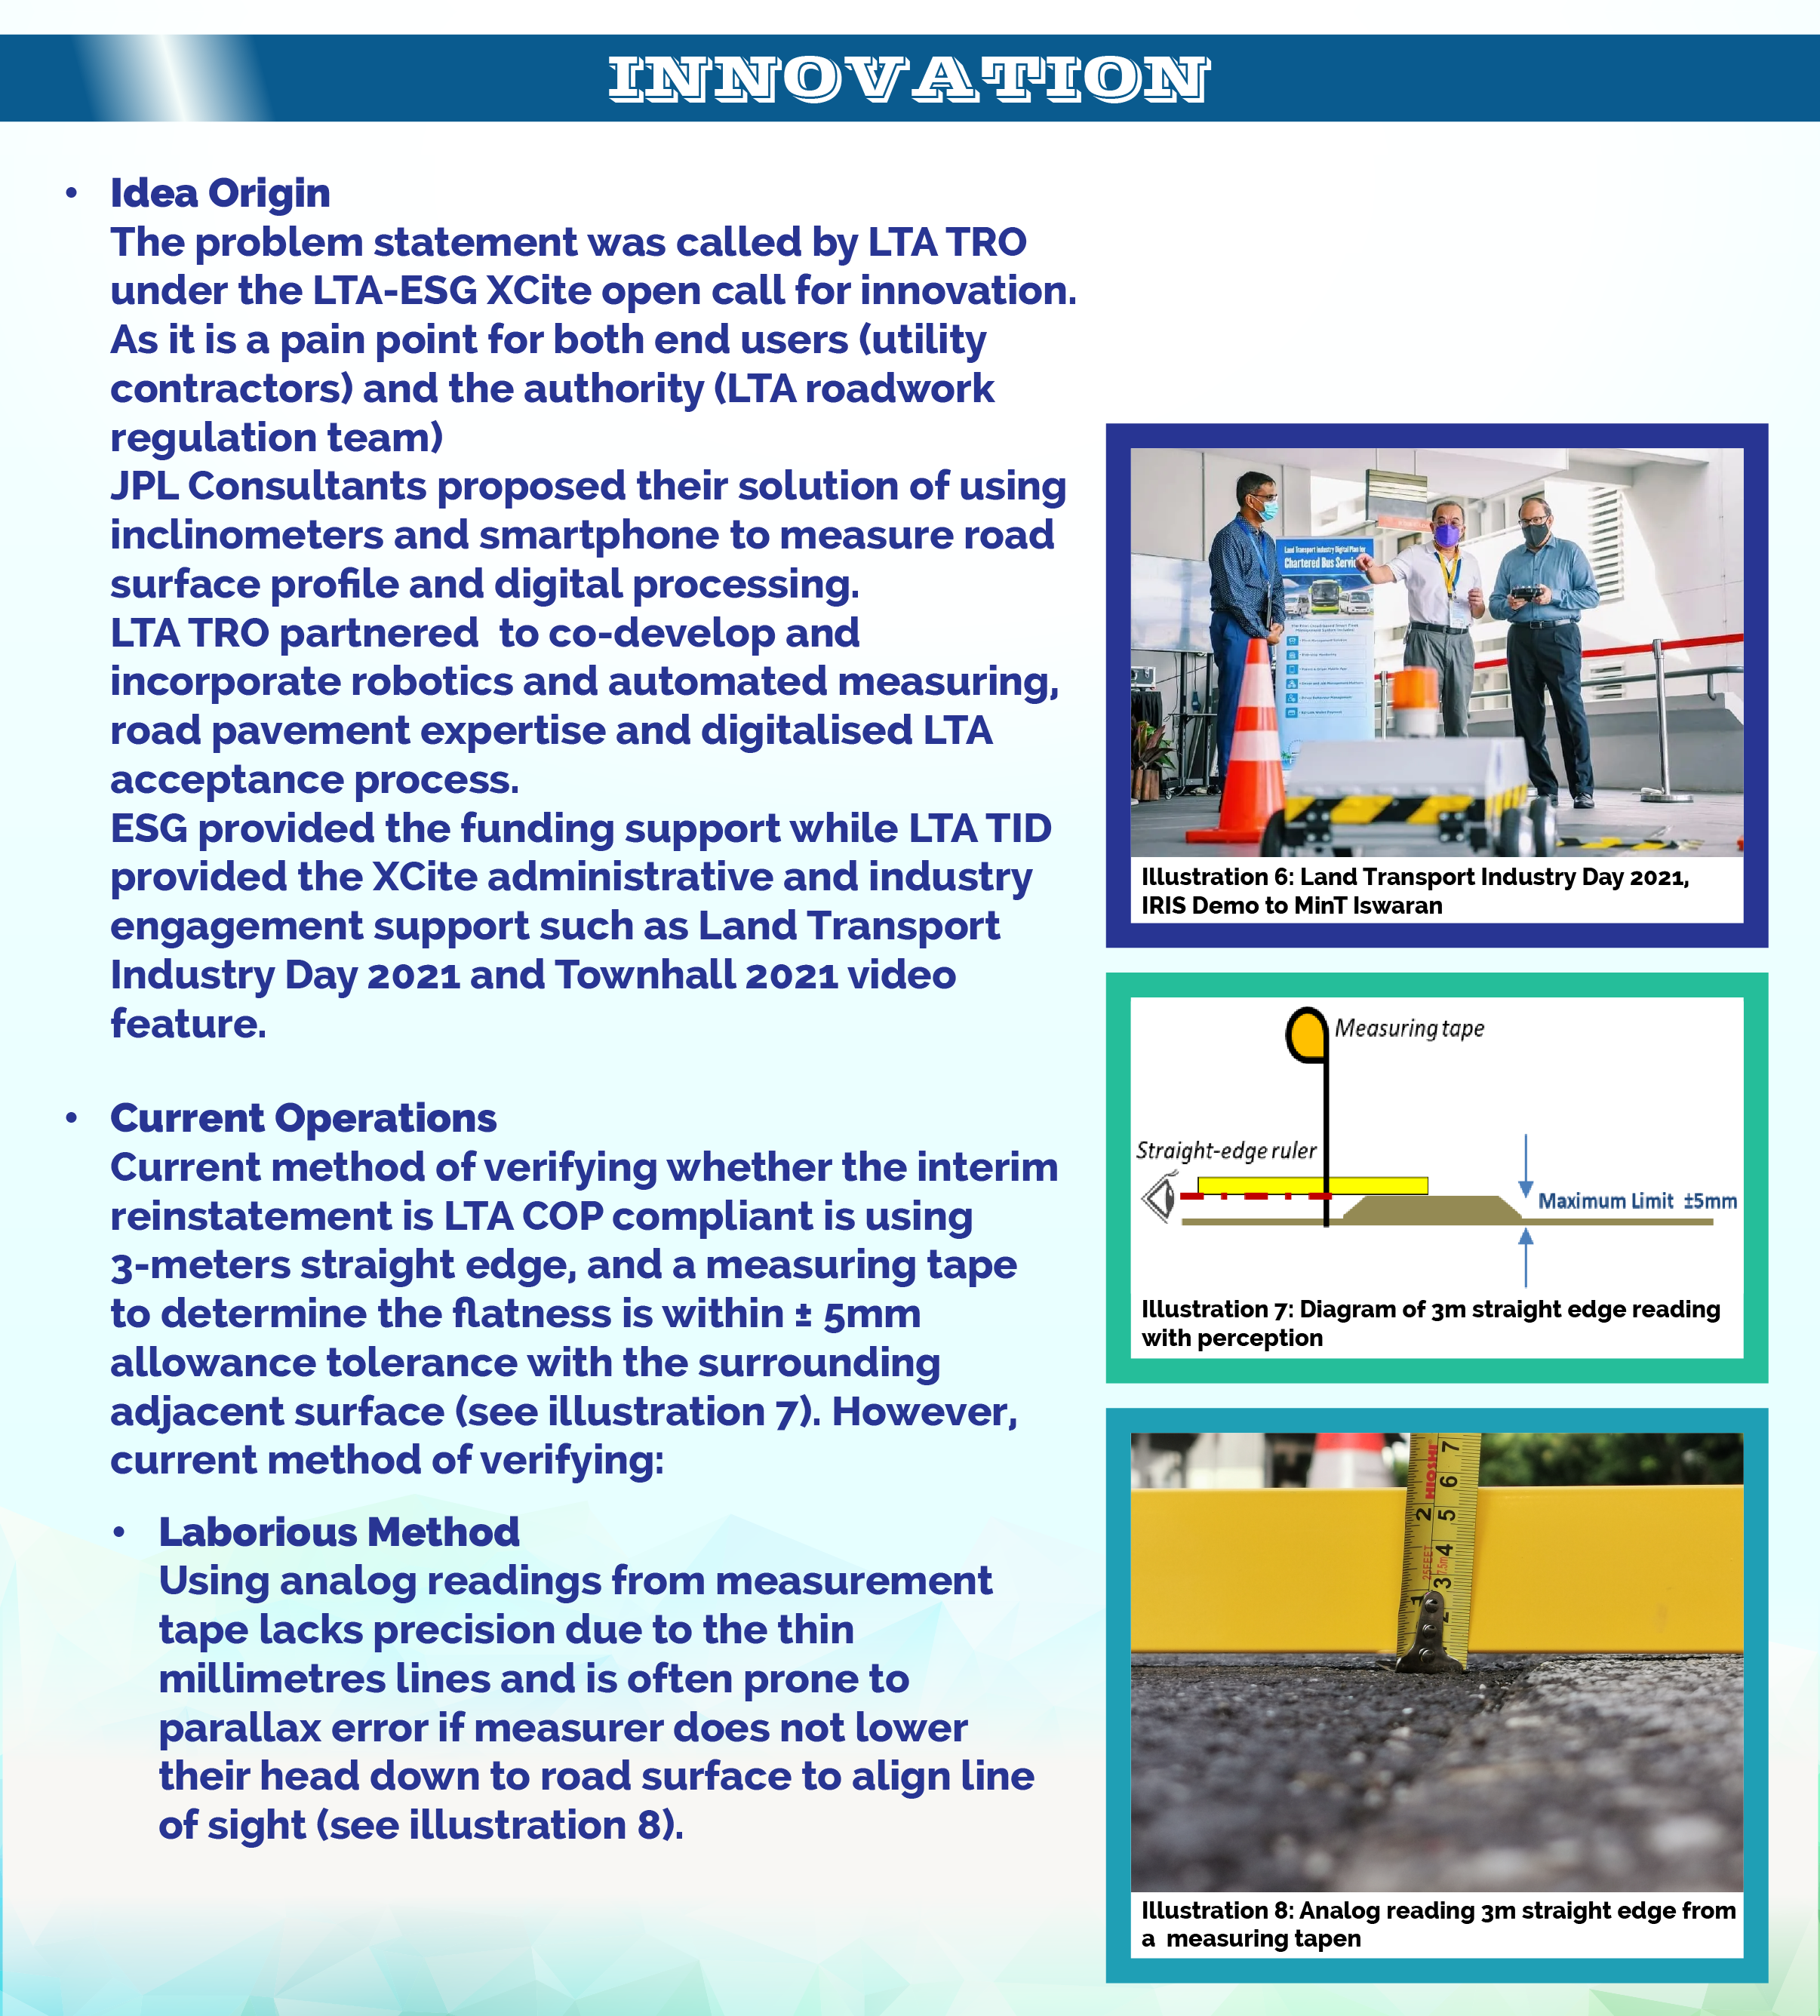 INNOVATION
• Idea Origin
The problem statement was called by LTA TRO
under the LTA-ESG XCite open call for innovation.
As it is a pain point for both end users (utility
contractors) and the authority (LTA roadwork
regulation team)
JPL Consultants proposed their solution of using
inclinometers and smartphone to measure road
surface profile and digital processing.
LTA TRO partnered  to co-develop and
incorporate robotics and automated measuring,
road pavement expertise and digitalised LTA
acceptance process.
ESG provided the funding support while LTA TID
provided the XCite administrative and industry
engagement support such as Land Transport
Industry Day 2021 and Townhall 2021 video
feature.
• Current Operations
Current method of verifying whether the interim
reinstatement is LTA COP compliant is using
3-meters straight edge, and a measuring tape
to determine the flatness is within ± 5mm
allowance tolerance with the surrounding
adjacent surface (see illustration 7). However,
current method of verifying:
• Laborious Method
Using analog readings from measurement
tape lacks precision due to the thin
millimetres lines and is often prone to
parallax error if measurer does not lower
their head down to road surface to align line
of sight (see illustration 8).
Land Transport Industry Digital Plan for
Chartered Bus Servic
Illustration 6: Land Transport Industry Day 2021,
IRIS Demo to MinT Iswaran
Measuring tape
Straight-edge ruler
Maximum Limit ±5mm
Illustration 7: Diagram of 3m straight edge reading
with perception
HIOSHI
25FEET
7.5m
1 2
3 4 5 6 7
Illustration 8: Analog reading 3m straight edge from
a  measuring tapen